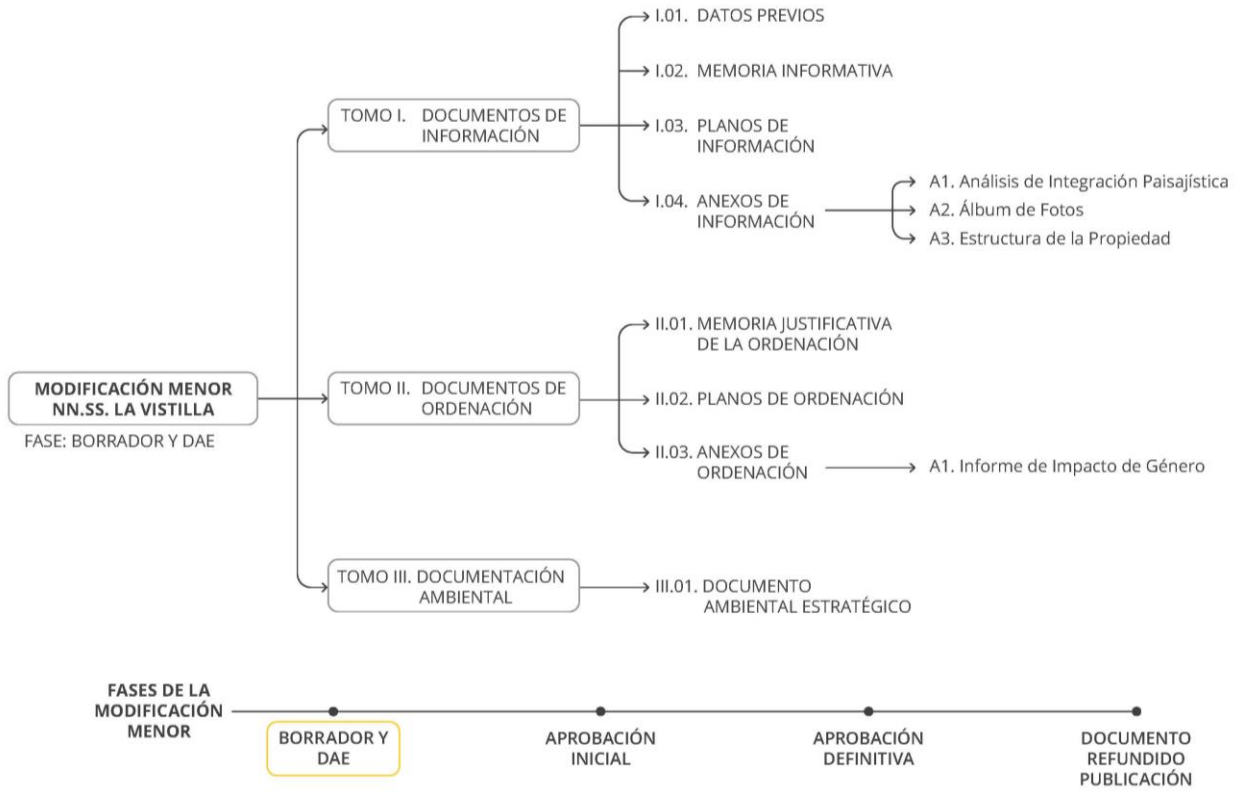 MODIFICACIÓN MENOR
NN.SS. LA VISTILLA
FASE: BORRADOR Y DAE
TOMO I. DOCUMENTOS DE
INFORMACIÓN
I.01. DATOS PREVIOS
I.02. MEMORIA INFORMATIVA
I.03. PLANOS DE
INFORMACIÓN
I.04. ANEXOS DE
INFORMACIÓN
A1. Análisis de Integración Paisajística
A2. Álbum de Fotos
A3. Estructura de la Propiedad
TOMO II. DOCUMENTOS DE
ORDENACIÓN
II.01. MEMORIA JUSTIFICATIVA
DE LA ORDENACIÓN
II.02. PLANOS DE ORDENACIÓN
II.03. ANEXOS DE
ORDENACIÓN
A1. Informe de Impacto de Género
TOMO III. DOCUMENTACIÓN
AMBIENTAL
III.01. DOCUMENTO
AMBIENTAL ESTRATÉGICO
FASES DE LA
MODIFICACIÓN
MENOR
BORRADOR Y
DAE
APROBACIÓN
INICIAL
APROBACIÓN
DEFINITIVA
DOCUMENTO
REFUNDIDO
PUBLICACIÓN